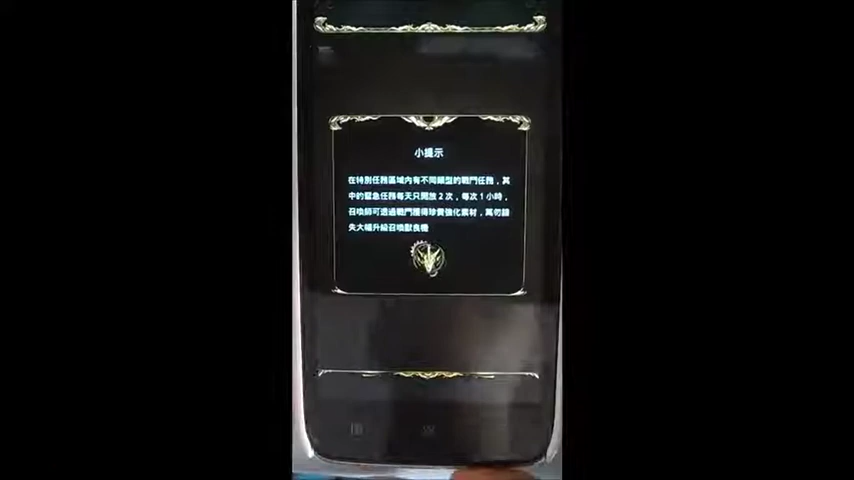 小提示
在特別任務區域內有不同類型的戰鬥任務，其
中的緊急任務每天只開放2次，每次1小時，
召喚師可透過戰鬥獲得珍貴強化素材，萬勿錯
失大幅升級召喚獸良機